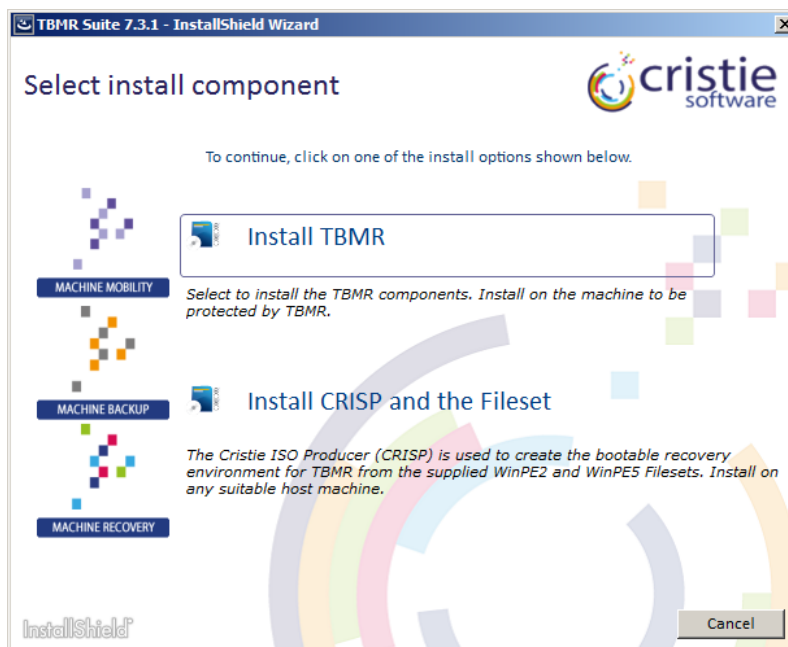 TBMR Suite 7.3.1 - InstallShield Wizard
Select install component
cristie
software
To continue, click on one of the install options shown below.
MACHINE MOBILITY
Install TBMR
Select to install the TBMR components. Install on the machine to be
protected by TBMR.
MACHINE BACKUP
Install CRISP and the Fileset
The Cristie ISO Producer (CRISP) is used to create the bootable recovery
environment for TBMR from the supplied WinPE2 and WinPE5 Filesets. Install on
any suitable host machine.
MACHINE RECOVERY
InstallShield
Cancel